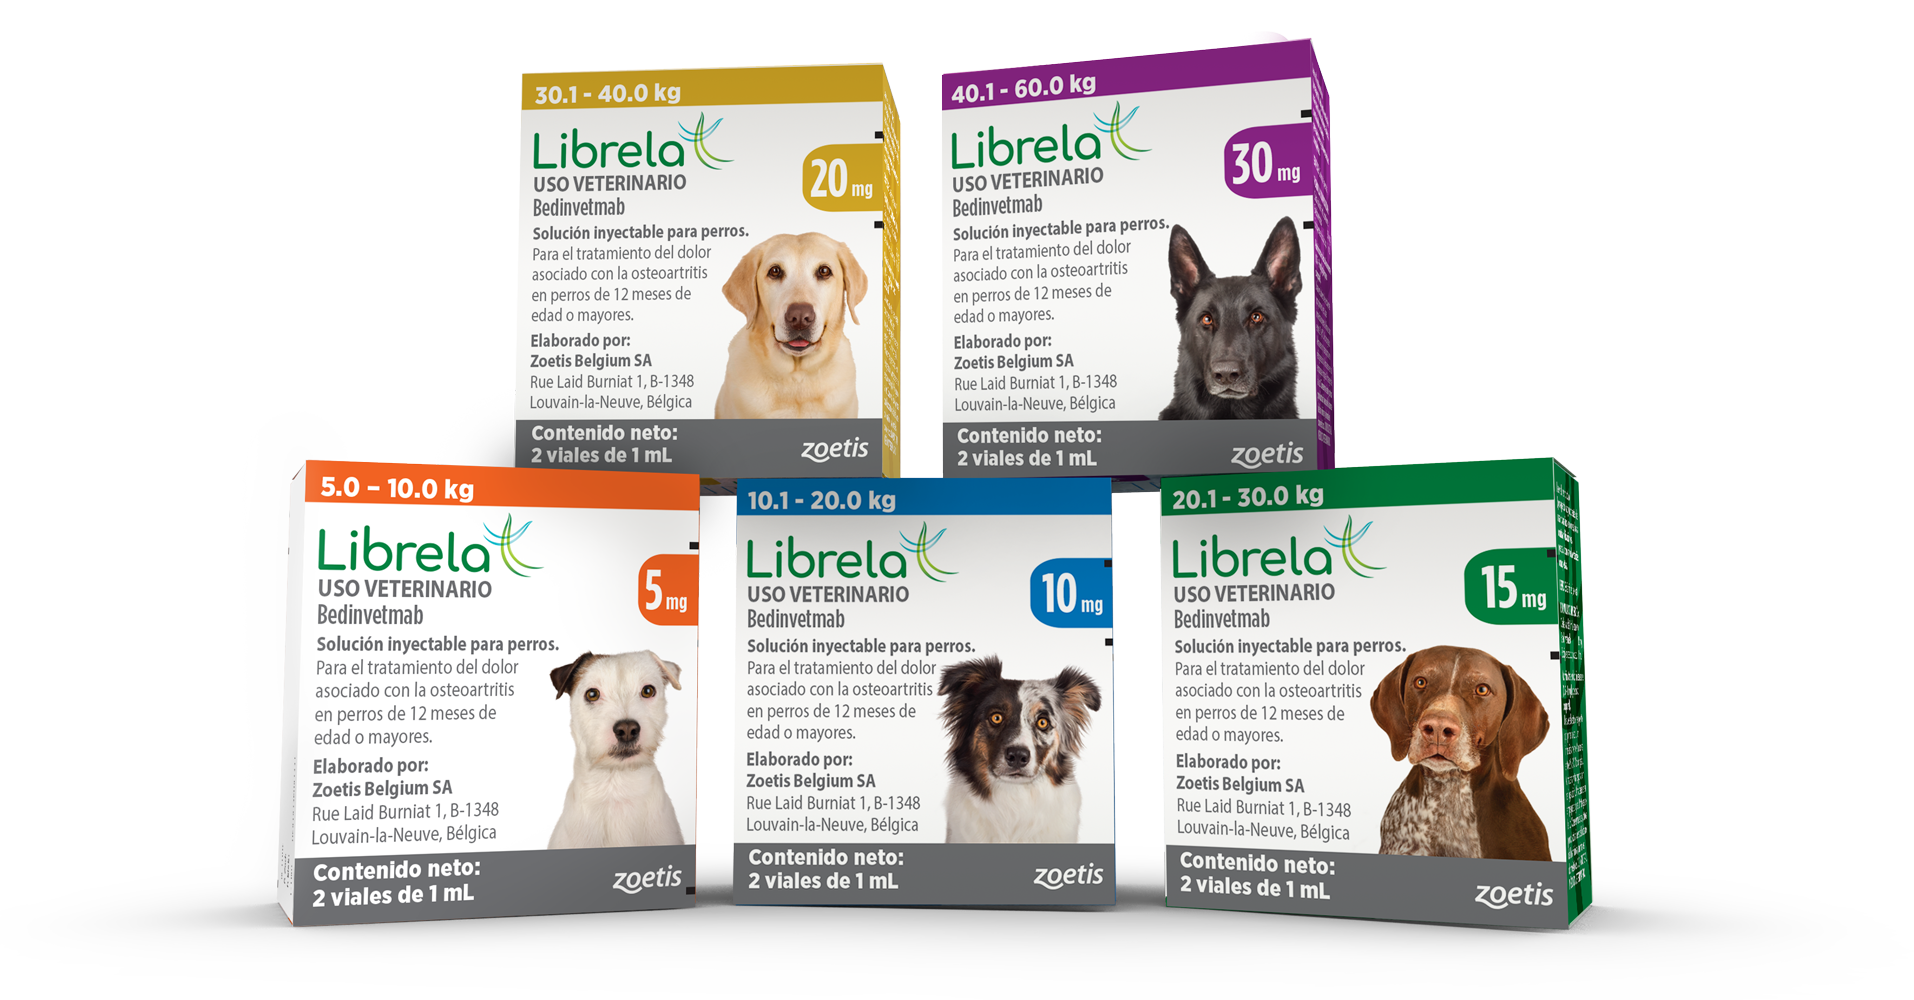 30.1 - 40.0 kg
Librela
USO VETERINARIO
Bedinvetmab
20 mg
Solución inyectable para perros.
Para el tratamiento del dolor
asociado con la osteoartritis
en perros de 12 meses de
edad o mayores.
Elaborado por:
Zoetis Belgium SA
Rue Laid Burniat 1, B-1348
Louvain-la-Neuve, Bélgica
Contenido neto:
2 viales de 1 mL
zoetis
40.1 - 60.0 kg
Librela
USO VETERINARIO
Bedinvetmab
30 mg
Solución inyectable para perros.
Para el tratamiento del dolor
asociado con la osteoartritis
en perros de 12 meses de
edad o mayores.
Elaborado por:
Zoetis Belgium SA
Rue Laid Burniat 1, B-1348
Louvain-la-Neuve, Bélgica
Contenido neto:
2 viales de 1 mL
zoetis
5.0 – 10.0 kg
Librela
USO VETERINARIO
Bedinvetmab
5 mg
Solución inyectable para perros.
Para el tratamiento del dolor
asociado con la osteoartritis
en perros de 12 meses de
edad o mayores.
Elaborado por:
Zoetis Belgium SA
Rue Laid Burniat 1, B-1348
Louvain-la-Neuve, Bélgica
Contenido neto:
2 viales de 1 mL
zoetis
10.1 - 20.0 kg
Librela
USO VETERINARIO
Bedinvetmab
10 mg
Solución inyectable para perros.
Para el tratamiento del dolor
asociado con la osteoartritis
en perros de 12 meses de
edad o mayores.
Elaborado por:
Zoetis Belgium SA
Rue Laid Burniat 1, B-1348
Louvain-la-Neuve, Bélgica
Contenido neto:
2 viales de 1 mL
zoetis
20.1 - 30.0 kg
Librela
USO VETERINARIO
Bedinvetmab
15 mg
Solución inyectable para perros.
Para el tratamiento del dolor
asociado con la osteoartritis
en perros de 12 meses de
edad o mayores.
Elaborado por:
Zoetis Belgium SA
Rue Laid Burniat 1, B-1348
Louvain-la-Neuve, Bélgica
Contenido neto:
2 viales de 1 mL
zoetis